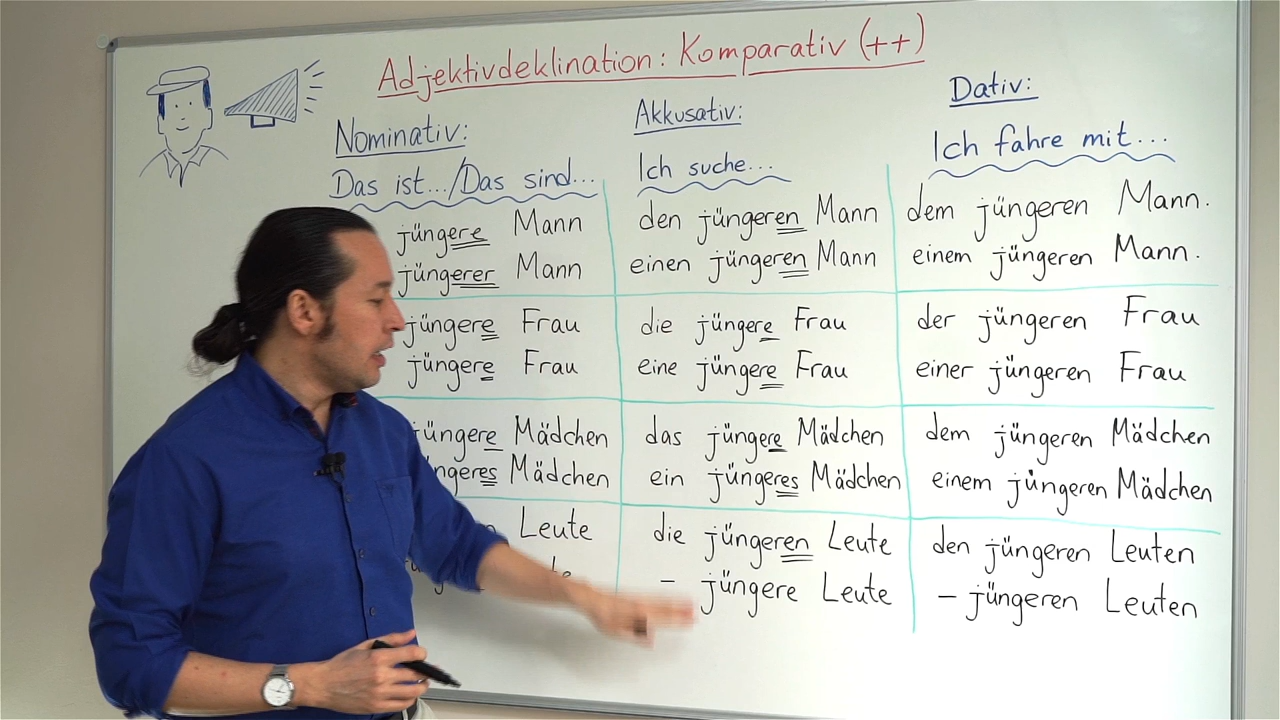 Adjektivdeklination: Komparativ (++)
Nominativ:
Das ist.../Das sind...
jüngere Mann
jüngerer Mann
jüngere Frau
jüngere Frau
jüngere Mädchen
Mädchen
Leute
Akkusativ:
Ich suche...
den jüngeren Mann
einen jüngeren Mann
die jüngere Frau
eine jüngere Frau
das jüngere Mädchen
ein jüngeres Mädchen
die jüngeren Leute
- jüngere Leute
Dativ:
Ich fahre mit...
dem jüngeren Mann.
einem jüngeren Mann.
der jüngeren Frau
einer jüngeren Frau
dem jüngeren Mädchen
einem jüngeren Mädchen
den jüngeren Leuten
- jüngeren Leuten